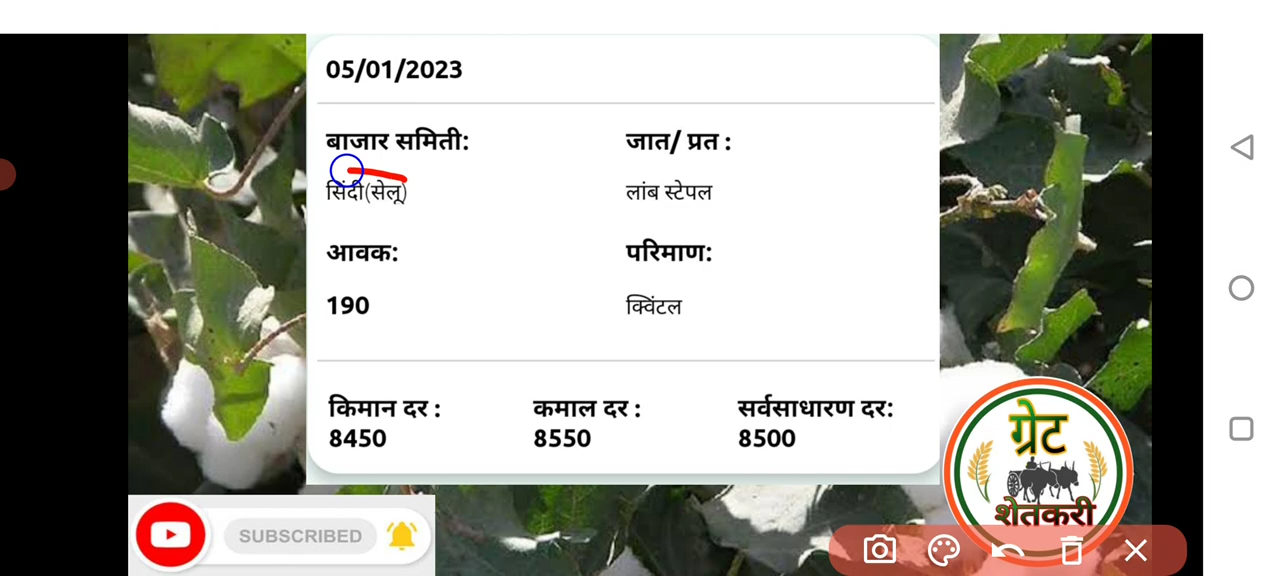 05/01/2023
बाजार समिती:
जात/ प्रत :
सिंदी(सेलू)
लांब स्टेपल
आवक:
परिमाण:
190
क्विंटल
किमान दर :
कमाल दर :
सर्वसाधारण दर:
8450
8550
8500
ग्रेट
शेतकरी
SUBSCRIBED